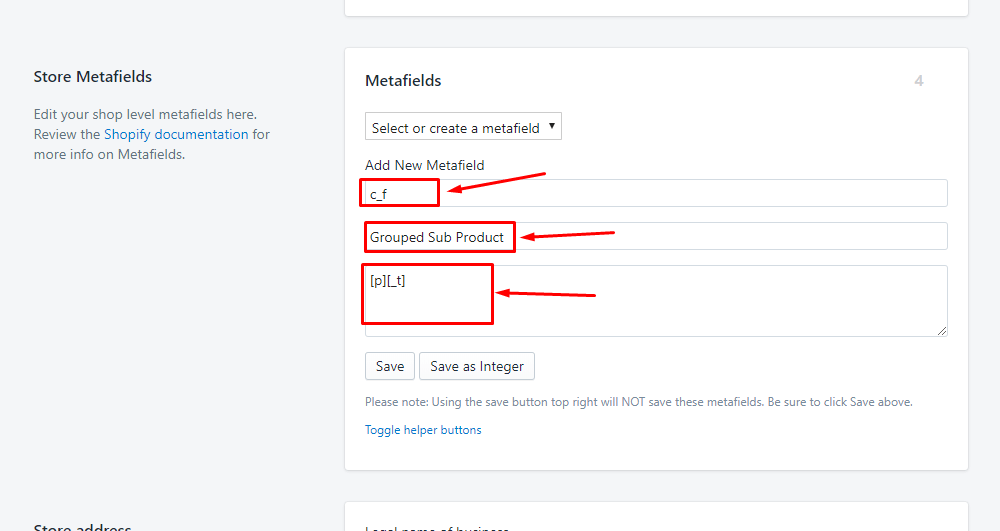 Store Metafields
Edit your shop level metafields here.
Review the Shopify documentation for
more info on Metafields.
Metafields
4
Select or create a metafield
Add New Metafield
c_f
Grouped Sub Product
[p][_t]
Save
Save as Integer
Please note: Using the save button top right will NOT save these metafields. Be sure to click Save above.
Toggle helper buttons
Store address
Legal name of business